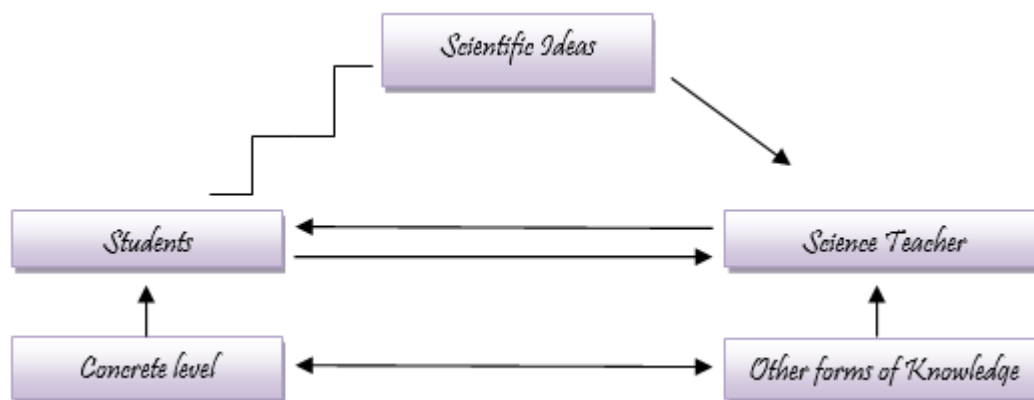 Scientific Ideas
Students
Science Teacher
Concrete level
Other forms of Knowledge